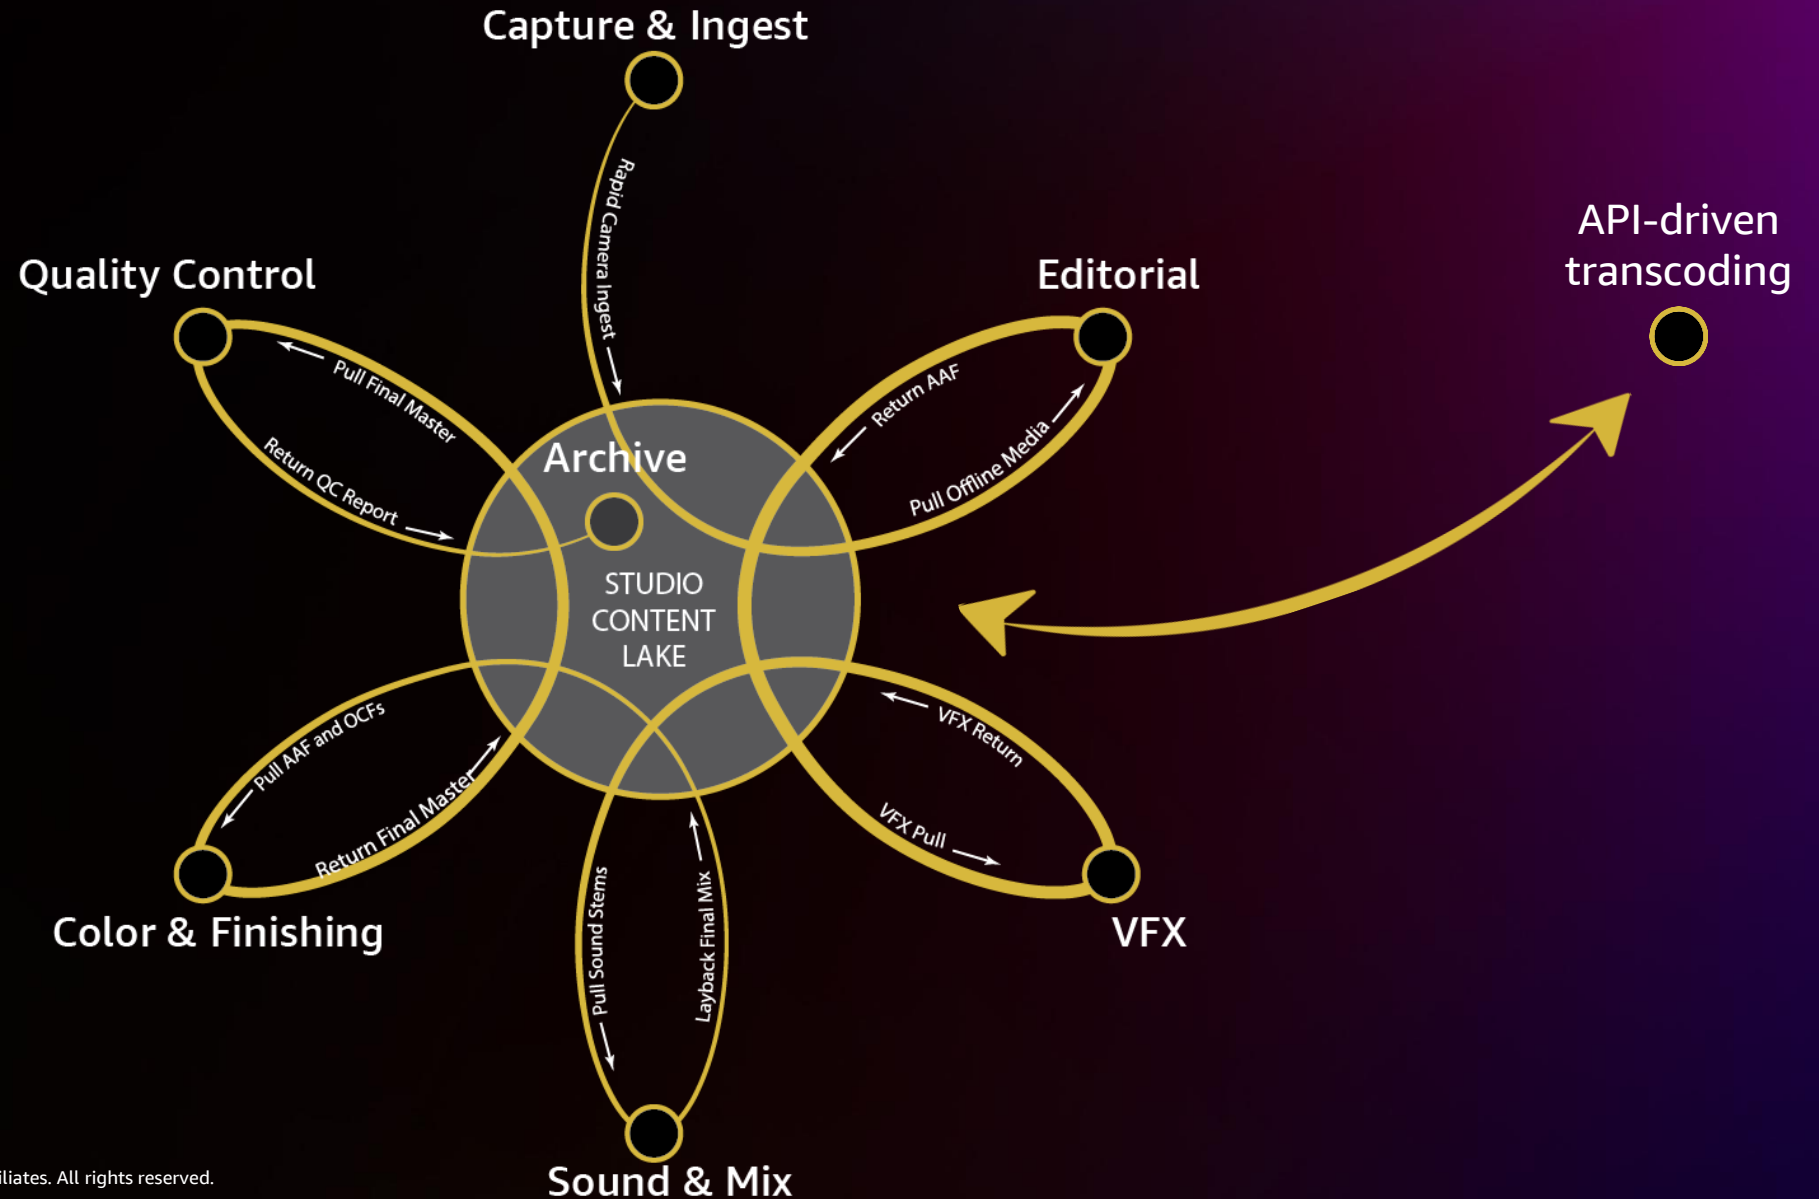 Capture & Ingest
Rapid Camera Ingest
Quality Control
Pull Final Master
Return QC Report
Editorial
Return AAF
Pull Offline Media
API-driven
transcoding
Archive
STUDIO
CONTENT
LAKE
Pull AAF and OCFs
Return Final Master
Color & Finishing
VFX Return
VFX Pull
VFX
Pull Sound Stems
Layback Final Mix
Sound & Mix
All rights reserved.